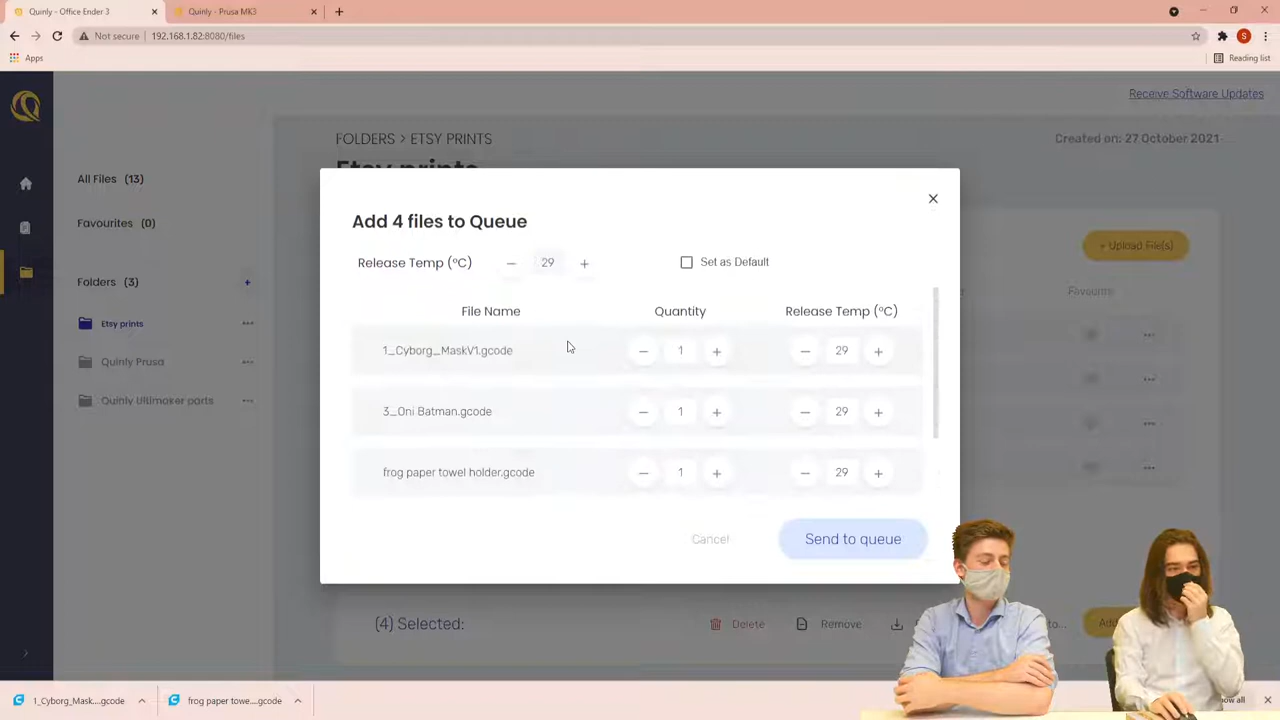 Quinly - Office Ender 3
Quinly - Prusa MK3
Not secure | 192.168.1.82:8080/files
S
Apps
Reading list
Receive Software Updates
FOLDERS > ETSY PRINTS
Created on: 27 October 2021
Etsy prints
All Files (13)
Favourites (0)
Folders (3) +
Etsy prints
Quinly Prusa
Quinly Ultimaker parts
+ Upload File(s)
Favourite
Add 4 files to Queue
Release Temp (ºC) − 29 +
Set as Default
File Name Quantity Release Temp (ºC)
1_Cyborg_MaskV1.gcode − 1 + − 29 +
3_Oni Batman.gcode − 1 + − 29 +
frog paper towel holder.gcode − 1 + − 29 +
Cancel Send to queue
(4) Selected:
Delete Remove
1_Cyborg_Mask....gcode
frog paper towe....gcode